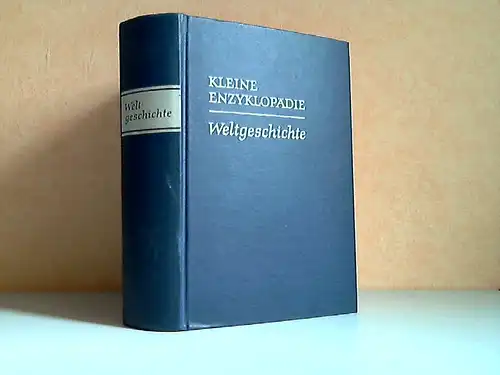 Welt
geschichte
KLEINE
ENZYKLOPÄDIE
Weltgeschichte